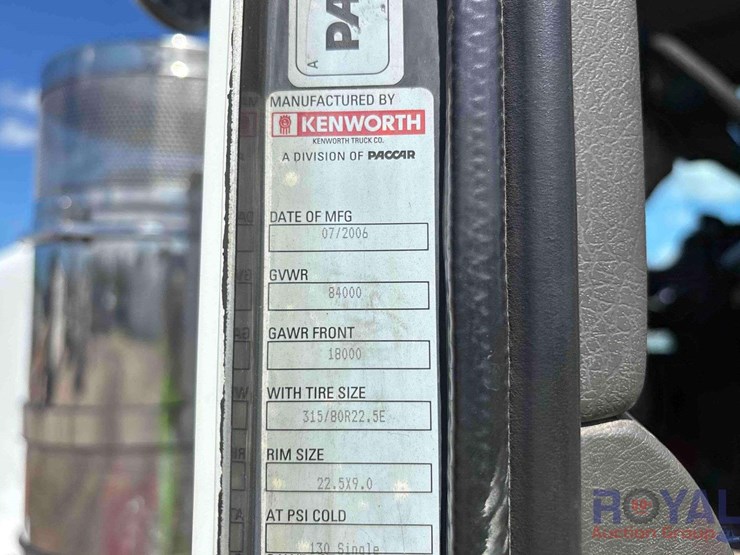 A
PA
MANUFACTURED BY
KENWORTH
KENWORTH TRUCK CO.
A DIVISION OF PACCAR
DATE OF MFG
07/2006
GVWR
84000
GAWR FRONT
18000
WITH TIRE SIZE
315/80R22.5E
RIM SIZE
22.5X9.0
AT PSI COLD
130 Single
ROYAL
Auction Group